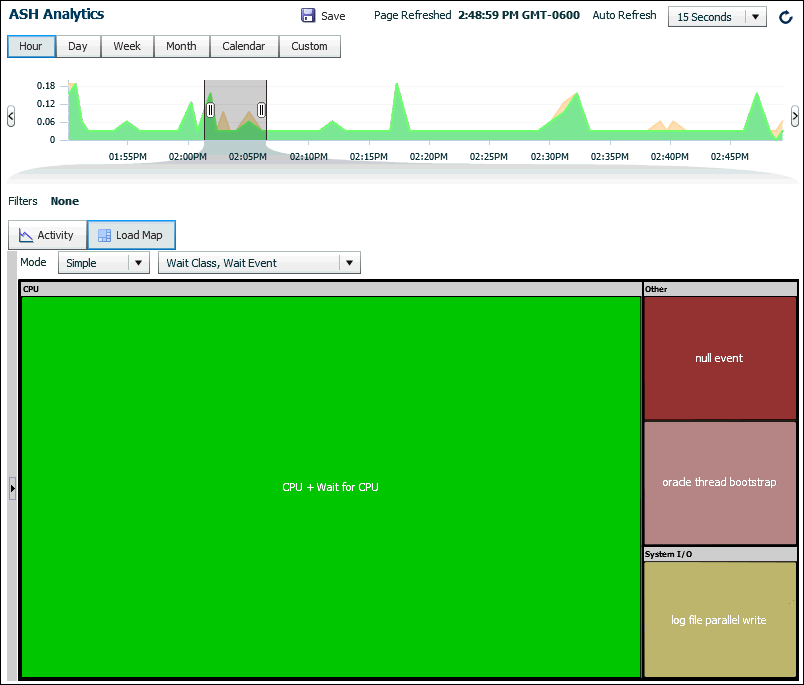 ASH Analytics
Save
Page Refreshed 2:48:59 PM GMT-0600
Auto Refresh
15 Seconds
Hour Day Week Month Calendar Custom
0.18
0.12
0.06
0
01:55PM 02:00PM 02:05PM 02:10PM 02:15PM 02:20PM 02:25PM 02:30PM 02:35PM 02:40PM 02:45PM
Filters None
Activity Load Map
Mode Simple Wait Class, Wait Event
CPU
Other
null event
oracle thread bootstrap
CPU + Wait for CPU
System I/O
log file parallel write